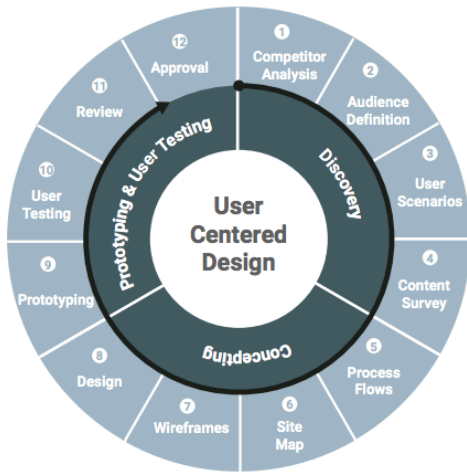 User
Centered
Design
Discovery
Concepting
Prototyping & User Testing
1
Competitor
Analysis
2
Audience
Definition
3
User
Scenarios
4
Content
Survey
5
Process
Flows
6
Site
Map
7
Wireframes
8
Design
9
Prototyping
10
User
Testing
11
Review
12
Approval